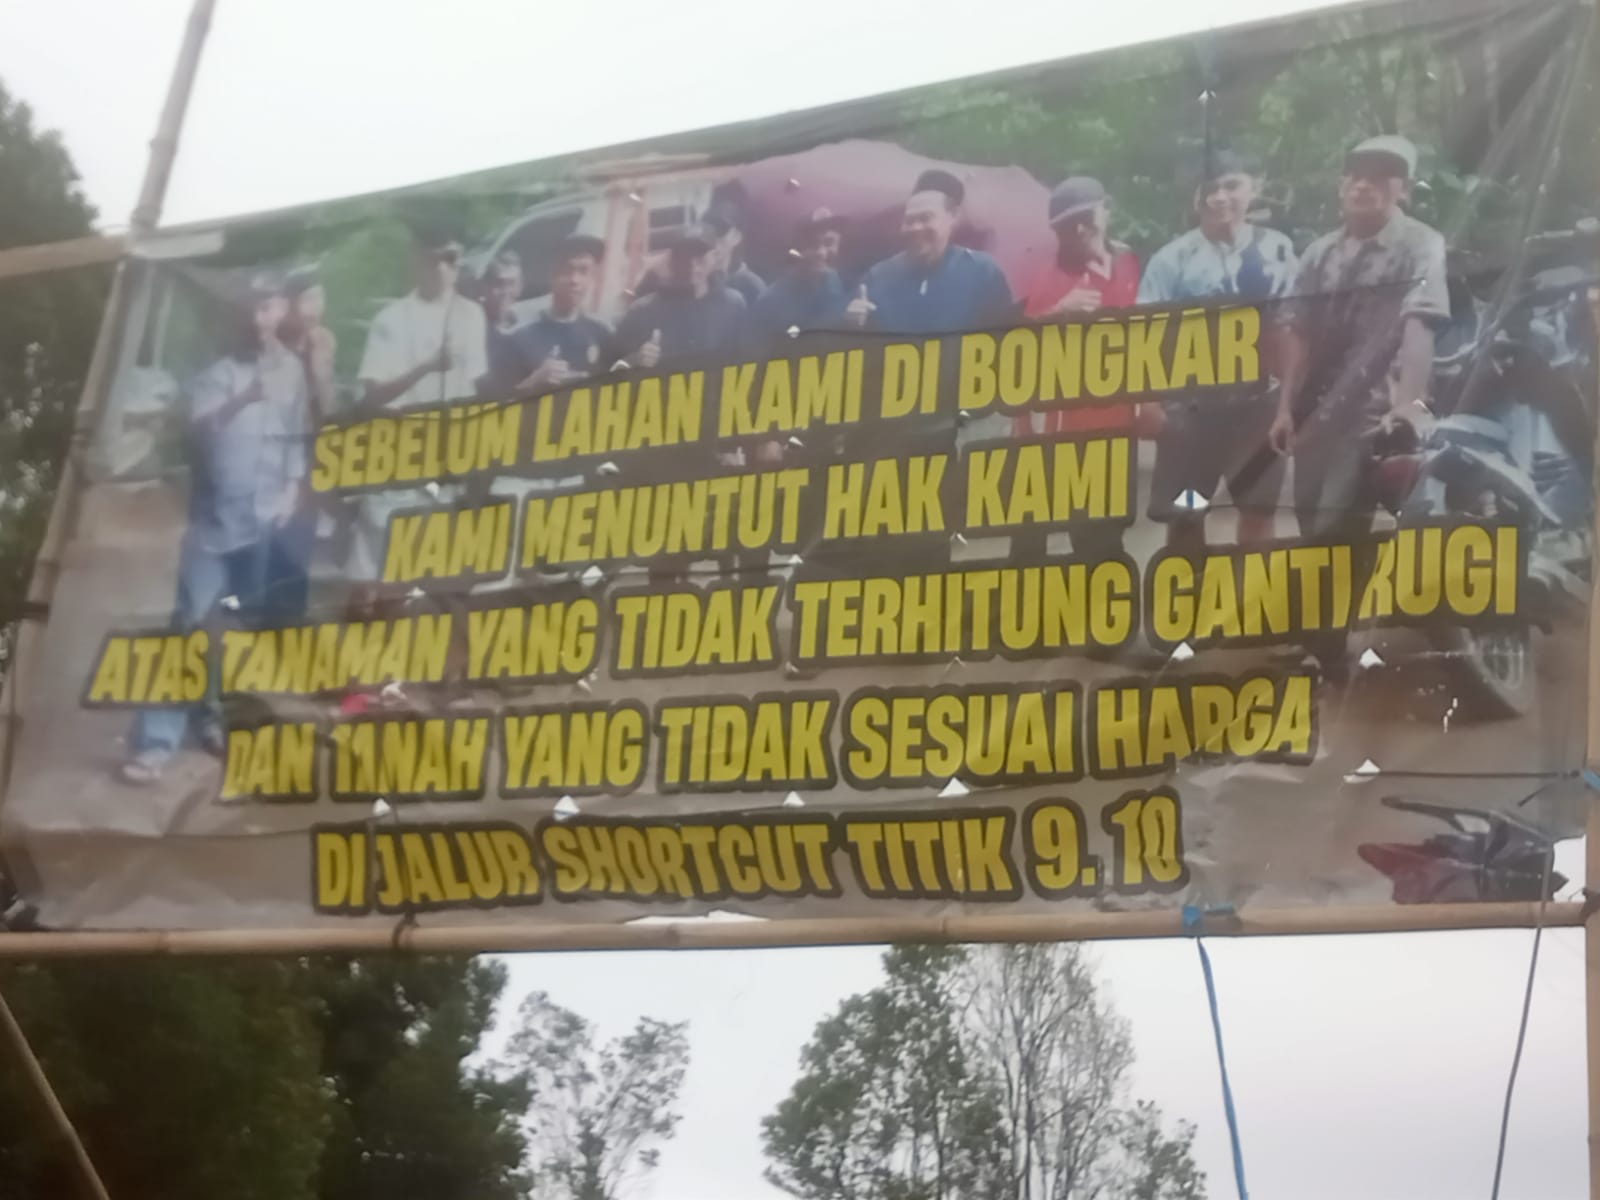 SEBELUM LAHAN KAMI DI BONGKAR
KAMI MENUNTUT HAK KAMI
ATAS TANAMAN YANG TIDAK TERHITUNG GANTI RUGI
DAN TANAH YANG TIDAK SESUAI HARGA
DI JALUR SHORTCUT TITIK 9. 10